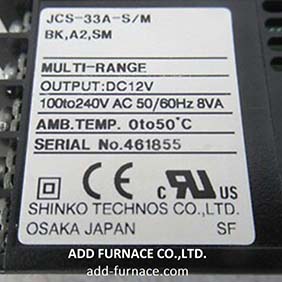 JCS-33A-S/M
BK,A2,SM
MULTI-RANGE
OUTPUT:DC12V
100to240V AC 50/60Hz 8VA
AMB.TEMP. 0to50°C
SERIAL No.461855
CE C UL US
SHINKO TECHNOS CO.,LTD.
OSAKA JAPAN SF
ADD FURNACE CO.,LTD.
add-furnace.com